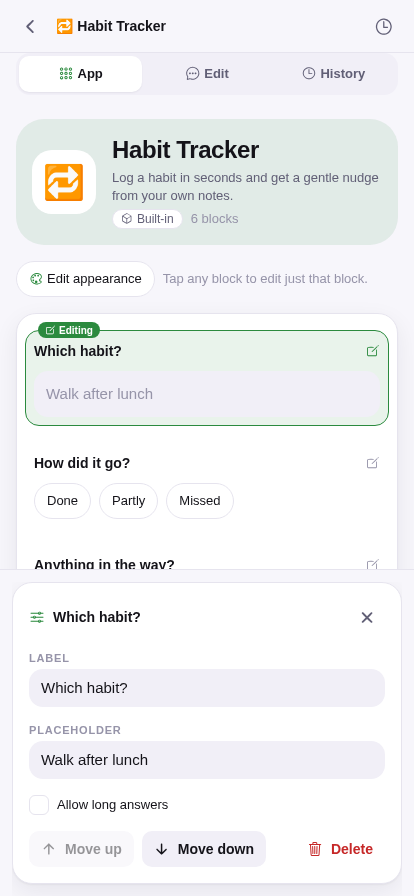 Habit Tracker
App
Edit
History
Habit Tracker
Log a habit in seconds and get a gentle nudge
from your own notes.
Built-in
6 blocks
Edit appearance
Tap any block to edit just that block.
Editing
Which habit?
Walk after lunch
How did it go?
Done
Partly
Missed
Anything in the way?
Which habit?
LABEL
Which habit?
PLACEHOLDER
Walk after lunch
Allow long answers
Move up
Move down
Delete